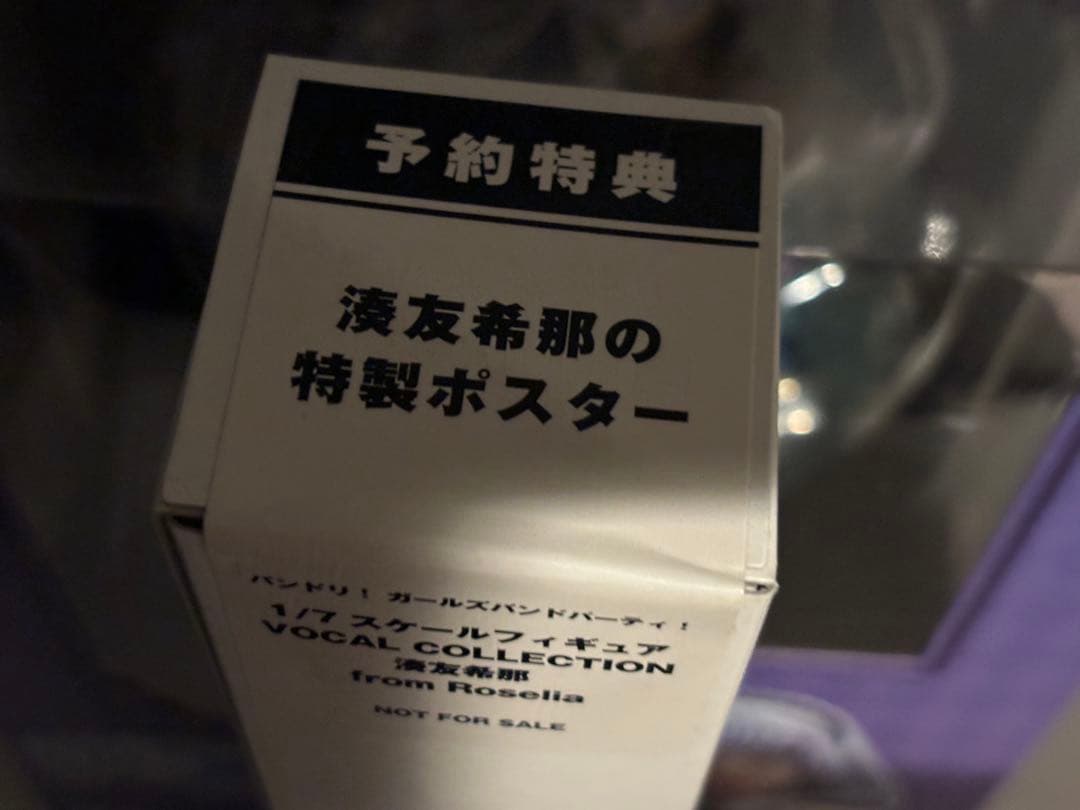 予約特典
湊友希那の
特製ポスター
バンドリ！ ガールズバンドパーティ！
1/7 スケールフィギュア
VOCAL COLLECTION
湊友希那
from Roselia
NOT FOR SALE